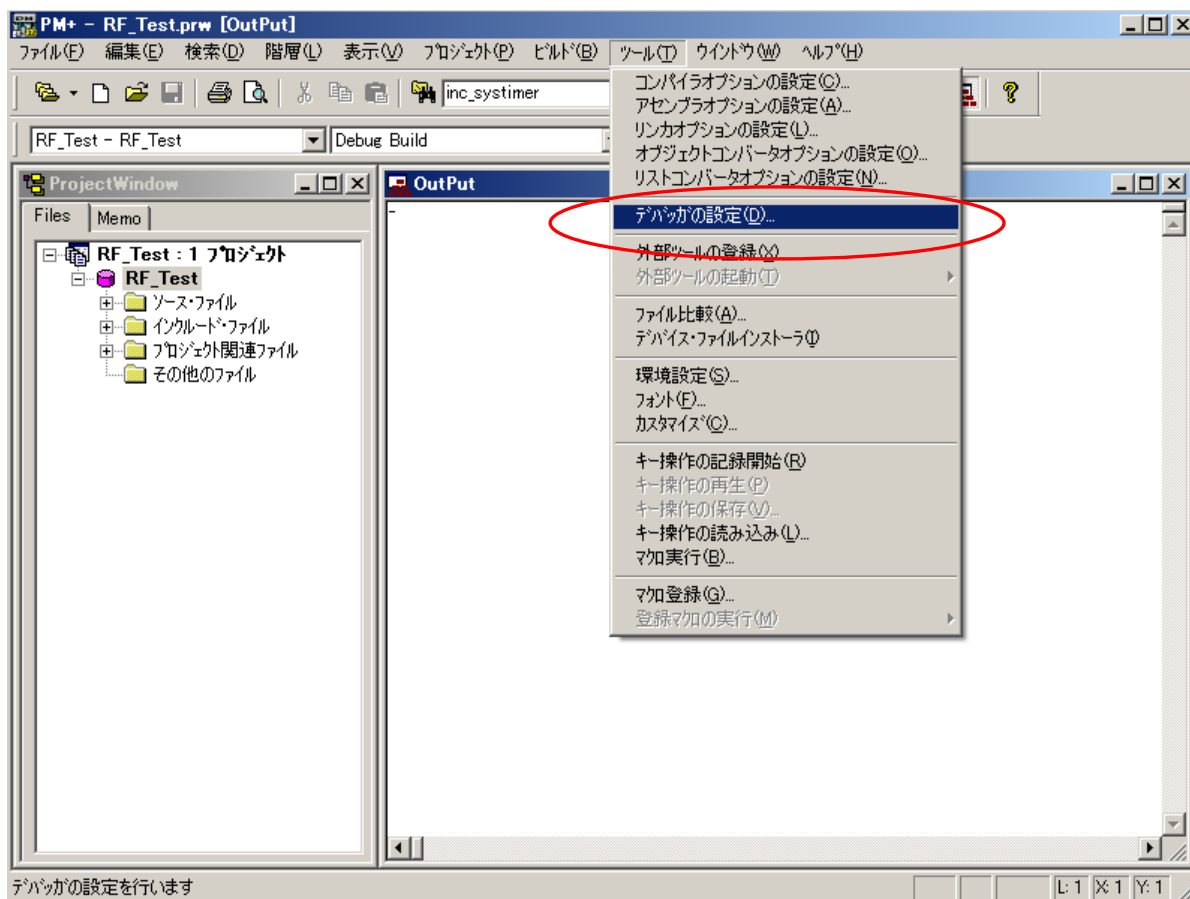 PM+ - RF_Test.prw [OutPut]
ﾌｧｲﾙ(F) 編集(E) 検索(D) 階層(L) 表示(V) ﾌﾟﾛｼﾞｪｸﾄ(P) ﾋﾞﾙﾄﾞ(B) ﾂｰﾙ(T) ｳｲﾝﾄﾞｳ(W) ﾍﾙﾌﾟ(H)
inc_systimer
RF_Test - RF_Test Debug Build
ProjectWindow
Files Memo
RF_Test : 1 ﾌﾟﾛｼﾞｪｸﾄ
RF_Test
ｿｰｽ・ﾌｧｲﾙ
ｲﾝｸﾙｰﾄﾞ・ﾌｧｲﾙ
ﾌﾟﾛｼﾞｪｸﾄ関連ﾌｧｲﾙ
その他のﾌｧｲﾙ
OutPut
-
コンパイラオプションの設定(C)...
アセンブラオプションの設定(A)...
リンカオプションの設定(L)...
オブジェクトコンバータオプションの設定(O)...
リストコンバータオプションの設定(N)...
ﾃﾞﾊﾞｯｶﾞの設定(D)...
外部ﾂｰﾙの登録(X)
外部ﾂｰﾙの起動(T)
ﾌｧｲﾙ比較(A)...
ﾃﾞﾊﾞｲｽ・ﾌｧｲﾙインストーラ(I)
環境設定(S)...
ﾌｫﾝﾄ(F)...
ｶｽﾀﾏｲｽﾞ(C)...
ｷｰ操作の記録開始(R)
ｷｰ操作の再生(P)
ｷｰ操作の保存(V)...
ｷｰ操作の読み込み(L)...
ﾏｸﾛ実行(B)...
ﾏｸﾛ登録(G)...
登録ﾏｸﾛの実行(M)
ﾃﾞﾊﾞｯｶﾞの設定を行います
L: 1 X: 1 Y: 1